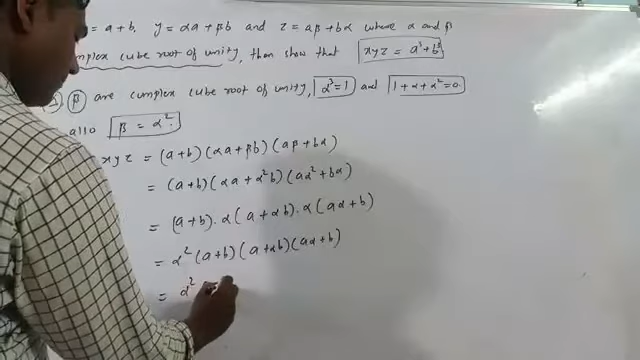 = a+b, y = αa+βb and z = aβ+bα where α and β
complex cube root of unity, then show that xyz = a³+b³
β are complex cube root of unity, α³=1 and 1+α+α²=0.
also β = α².
xyz = (a+b)(αa+βb)(aβ+bα)
= (a+b)(αa+α²b)(aα²+bα)
= (a+b).α(a+αb).α(aα+b)
= α²(a+b)(a+αb)(aα+b)
= α²